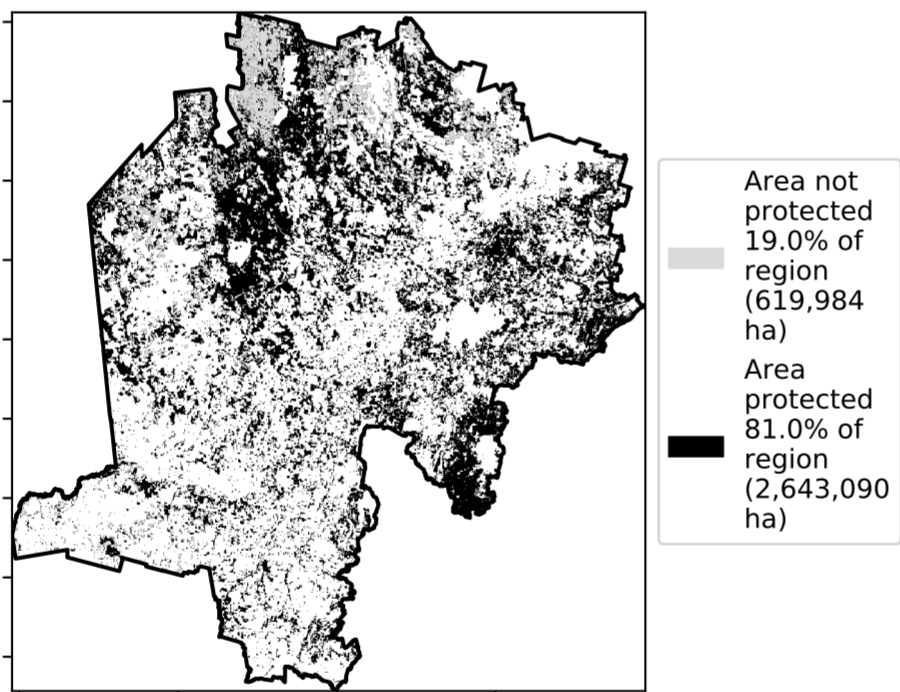 Area not
protected
19.0% of
region
(619,984
ha)
Area
protected
81.0% of
region
(2,643,090
ha)